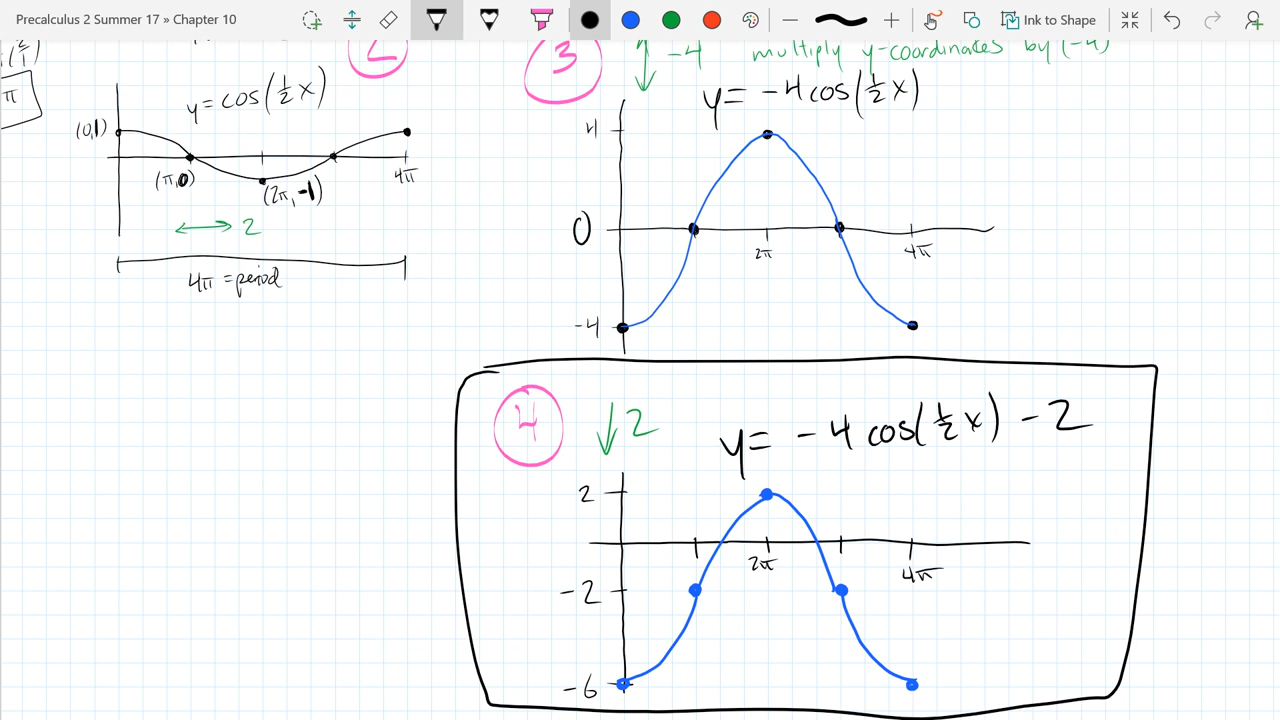 Precalculus 2 Summer 17 » Chapter 10
Ink to Shape
π
2
y = cos(½x)
(0,1)
(π,0)
(2π,-1)
4π
2
4π = period
3
-4 multiply y-coordinates by (-4)
y = -4cos(½x)
4
0
2π
4π
-4
4
↓2
y = -4 cos(½x) - 2
2
2π
4π
-2
-6